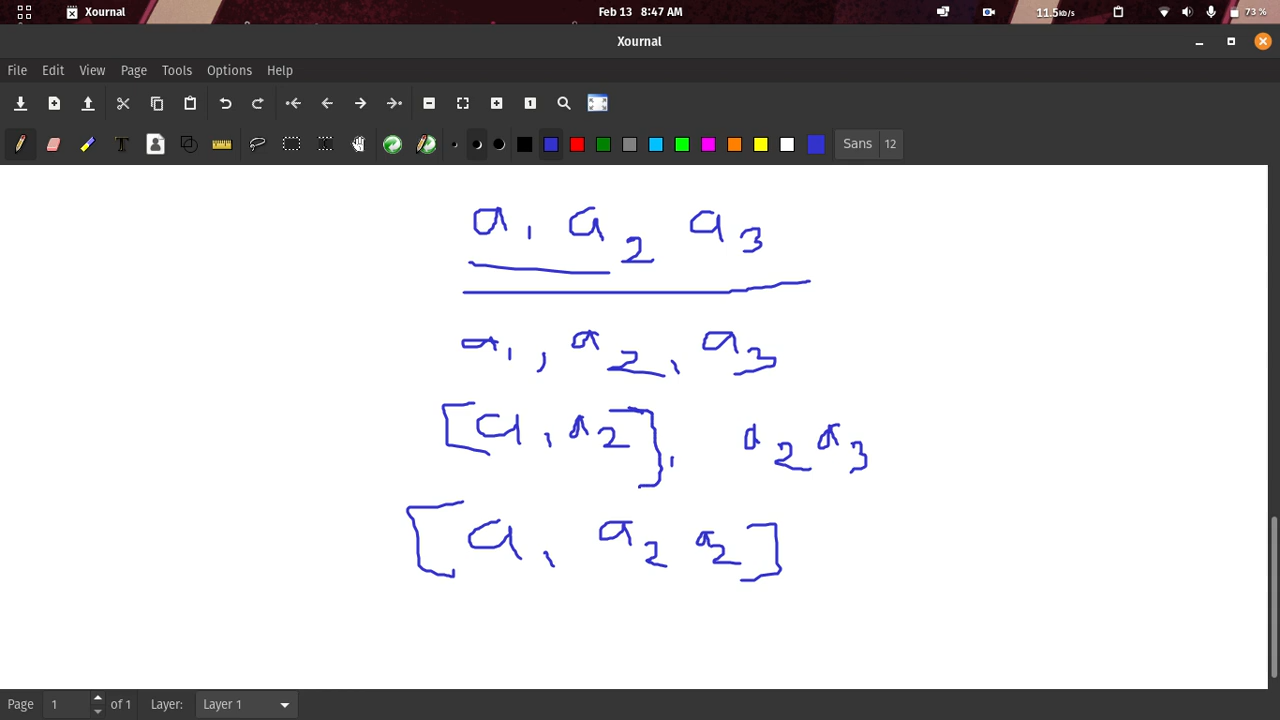 Xournal
Feb 13 8:47 AM
11.5kb/s
73 %
Xournal
File Edit View Page Tools Options Help
Sans 12
a₁ a₂ a₃
a₁, a₂, a₃
[a₁ a₂], a₂ a₃
[a₁ a₂ a₂]
Page 1 of 1 Layer: Layer 1